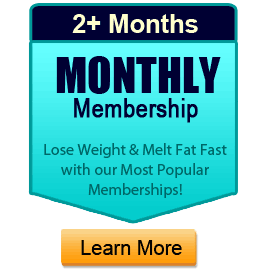 2+ Months
MONTHLY
Membership
Lose Weight & Melt Fat Fast
with our Most Popular
Memberships!
Learn More